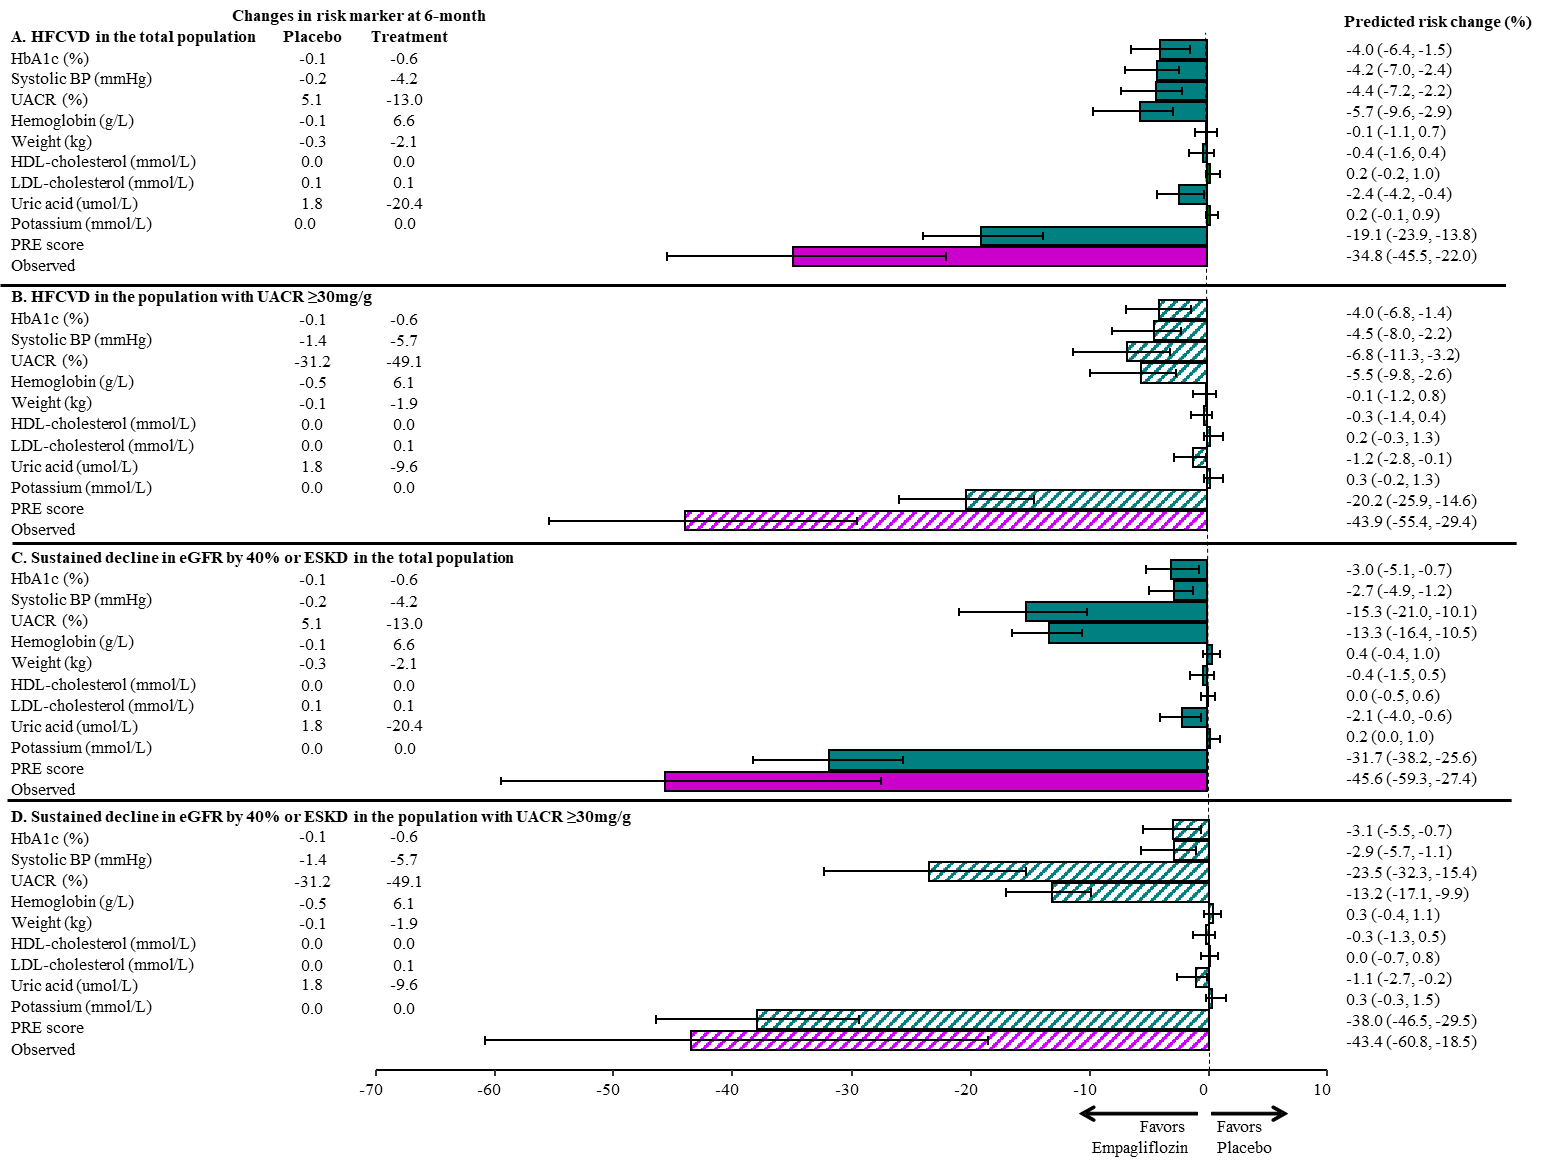 Changes in risk marker at 6-month
Predicted risk change (%)
A. HFCVD in the total population Placebo Treatment
HbA1c (%) -0.1 -0.6 -4.0 (-6.4, -1.5)
Systolic BP (mmHg) -0.2 -4.2 -4.2 (-7.0, -2.4)
UACR (%) 5.1 -13.0 -4.4 (-7.2, -2.2)
Hemoglobin (g/L) -0.1 6.6 -5.7 (-9.6, -2.9)
Weight (kg) -0.3 -2.1 -0.1 (-1.1, 0.7)
HDL-cholesterol (mmol/L) 0.0 0.0 -0.4 (-1.6, 0.4)
LDL-cholesterol (mmol/L) 0.1 0.1 0.2 (-0.2, 1.0)
Uric acid (umol/L) 1.8 -20.4 -2.4 (-4.2, -0.4)
Potassium (mmol/L) 0.0 0.0 0.2 (-0.1, 0.9)
PRE score -19.1 (-23.9, -13.8)
Observed -34.8 (-45.5, -22.0)
B. HFCVD in the population with UACR ≥30mg/g
HbA1c (%) -0.1 -0.6 -4.0 (-6.8, -1.4)
Systolic BP (mmHg) -1.4 -5.7 -4.5 (-8.0, -2.2)
UACR (%) -31.2 -49.1 -6.8 (-11.3, -3.2)
Hemoglobin (g/L) -0.5 6.1 -5.5 (-9.8, -2.6)
Weight (kg) -0.1 -1.9 -0.1 (-1.2, 0.8)
HDL-cholesterol (mmol/L) 0.0 0.0 -0.3 (-1.4, 0.4)
LDL-cholesterol (mmol/L) 0.0 0.1 0.2 (-0.3, 1.3)
Uric acid (umol/L) 1.8 -9.6 -1.2 (-2.8, -0.1)
Potassium (mmol/L) 0.0 0.0 0.3 (-0.2, 1.3)
PRE score -20.2 (-25.9, -14.6)
Observed -43.9 (-55.4, -29.4)
C. Sustained decline in eGFR by 40% or ESKD in the total population
HbA1c (%) -0.1 -0.6 -3.0 (-5.1, -0.7)
Systolic BP (mmHg) -0.2 -4.2 -2.7 (-4.9, -1.2)
UACR (%) 5.1 -13.0 -15.3 (-21.0, -10.1)
Hemoglobin (g/L) -0.1 6.6 -13.3 (-16.4, -10.5)
Weight (kg) -0.3 -2.1 0.4 (-0.4, 1.0)
HDL-cholesterol (mmol/L) 0.0 0.0 -0.4 (-1.5, 0.5)
LDL-cholesterol (mmol/L) 0.1 0.1 0.0 (-0.5, 0.6)
Uric acid (umol/L) 1.8 -20.4 -2.1 (-4.0, -0.6)
Potassium (mmol/L) 0.0 0.0 0.2 (0.0, 1.0)
PRE score -31.7 (-38.2, -25.6)
Observed -45.6 (-59.3, -27.4)
D. Sustained decline in eGFR by 40% or ESKD in the population with UACR ≥30mg/g
HbA1c (%) -0.1 -0.6 -3.1 (-5.5, -0.7)
Systolic BP (mmHg) -1.4 -5.7 -2.9 (-5.7, -1.1)
UACR (%) -31.2 -49.1 -23.5 (-32.3, -15.4)
Hemoglobin (g/L) -0.5 6.1 -13.2 (-17.1, -9.9)
Weight (kg) -0.1 -1.9 0.3 (-0.4, 1.1)
HDL-cholesterol (mmol/L) 0.0 0.0 -0.3 (-1.3, 0.5)
LDL-cholesterol (mmol/L) 0.0 0.1 0.0 (-0.7, 0.8)
Uric acid (umol/L) 1.8 -9.6 -1.1 (-2.7, -0.2)
Potassium (mmol/L) 0.0 0.0 0.3 (-0.3, 1.5)
PRE score -38.0 (-46.5, -29.5)
Observed -43.4 (-60.8, -18.5)
-70 -60 -50 -40 -30 -20 -10 0 10
Favors Favors
Empagliflozin Placebo